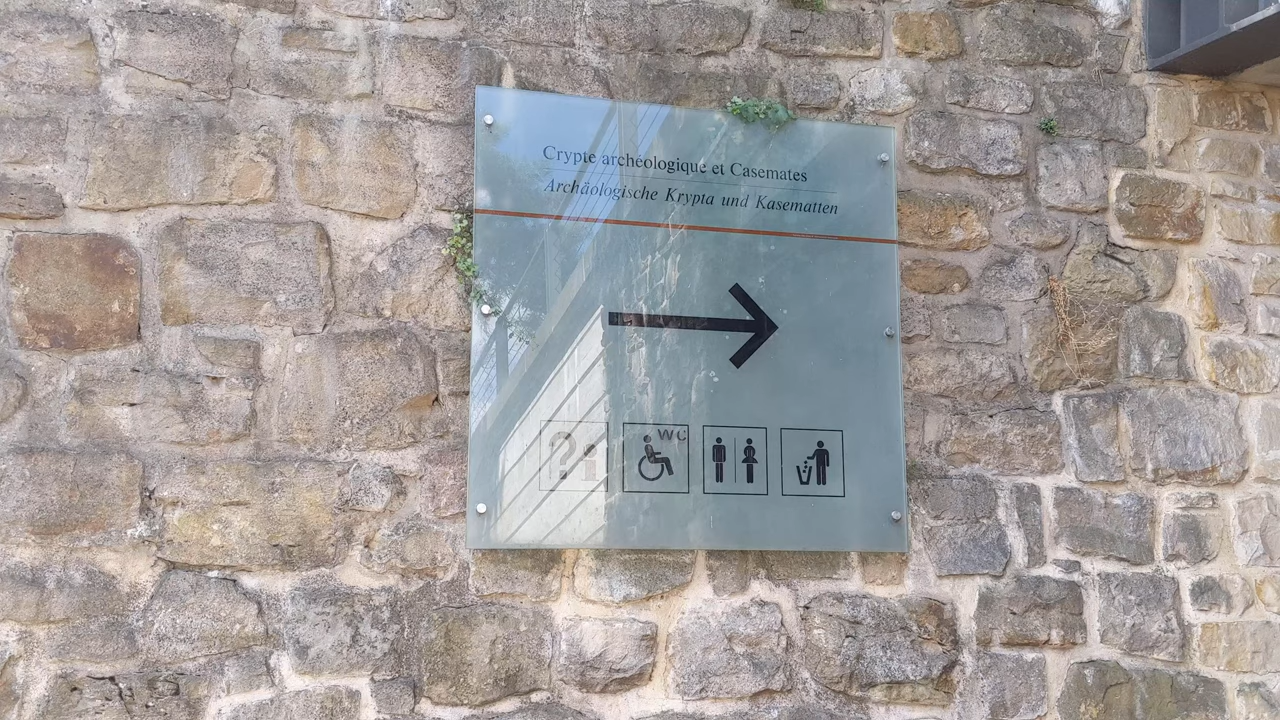 Crypte archéologique et Casemates
Archäologische Krypta und Kasematten
? i
WC